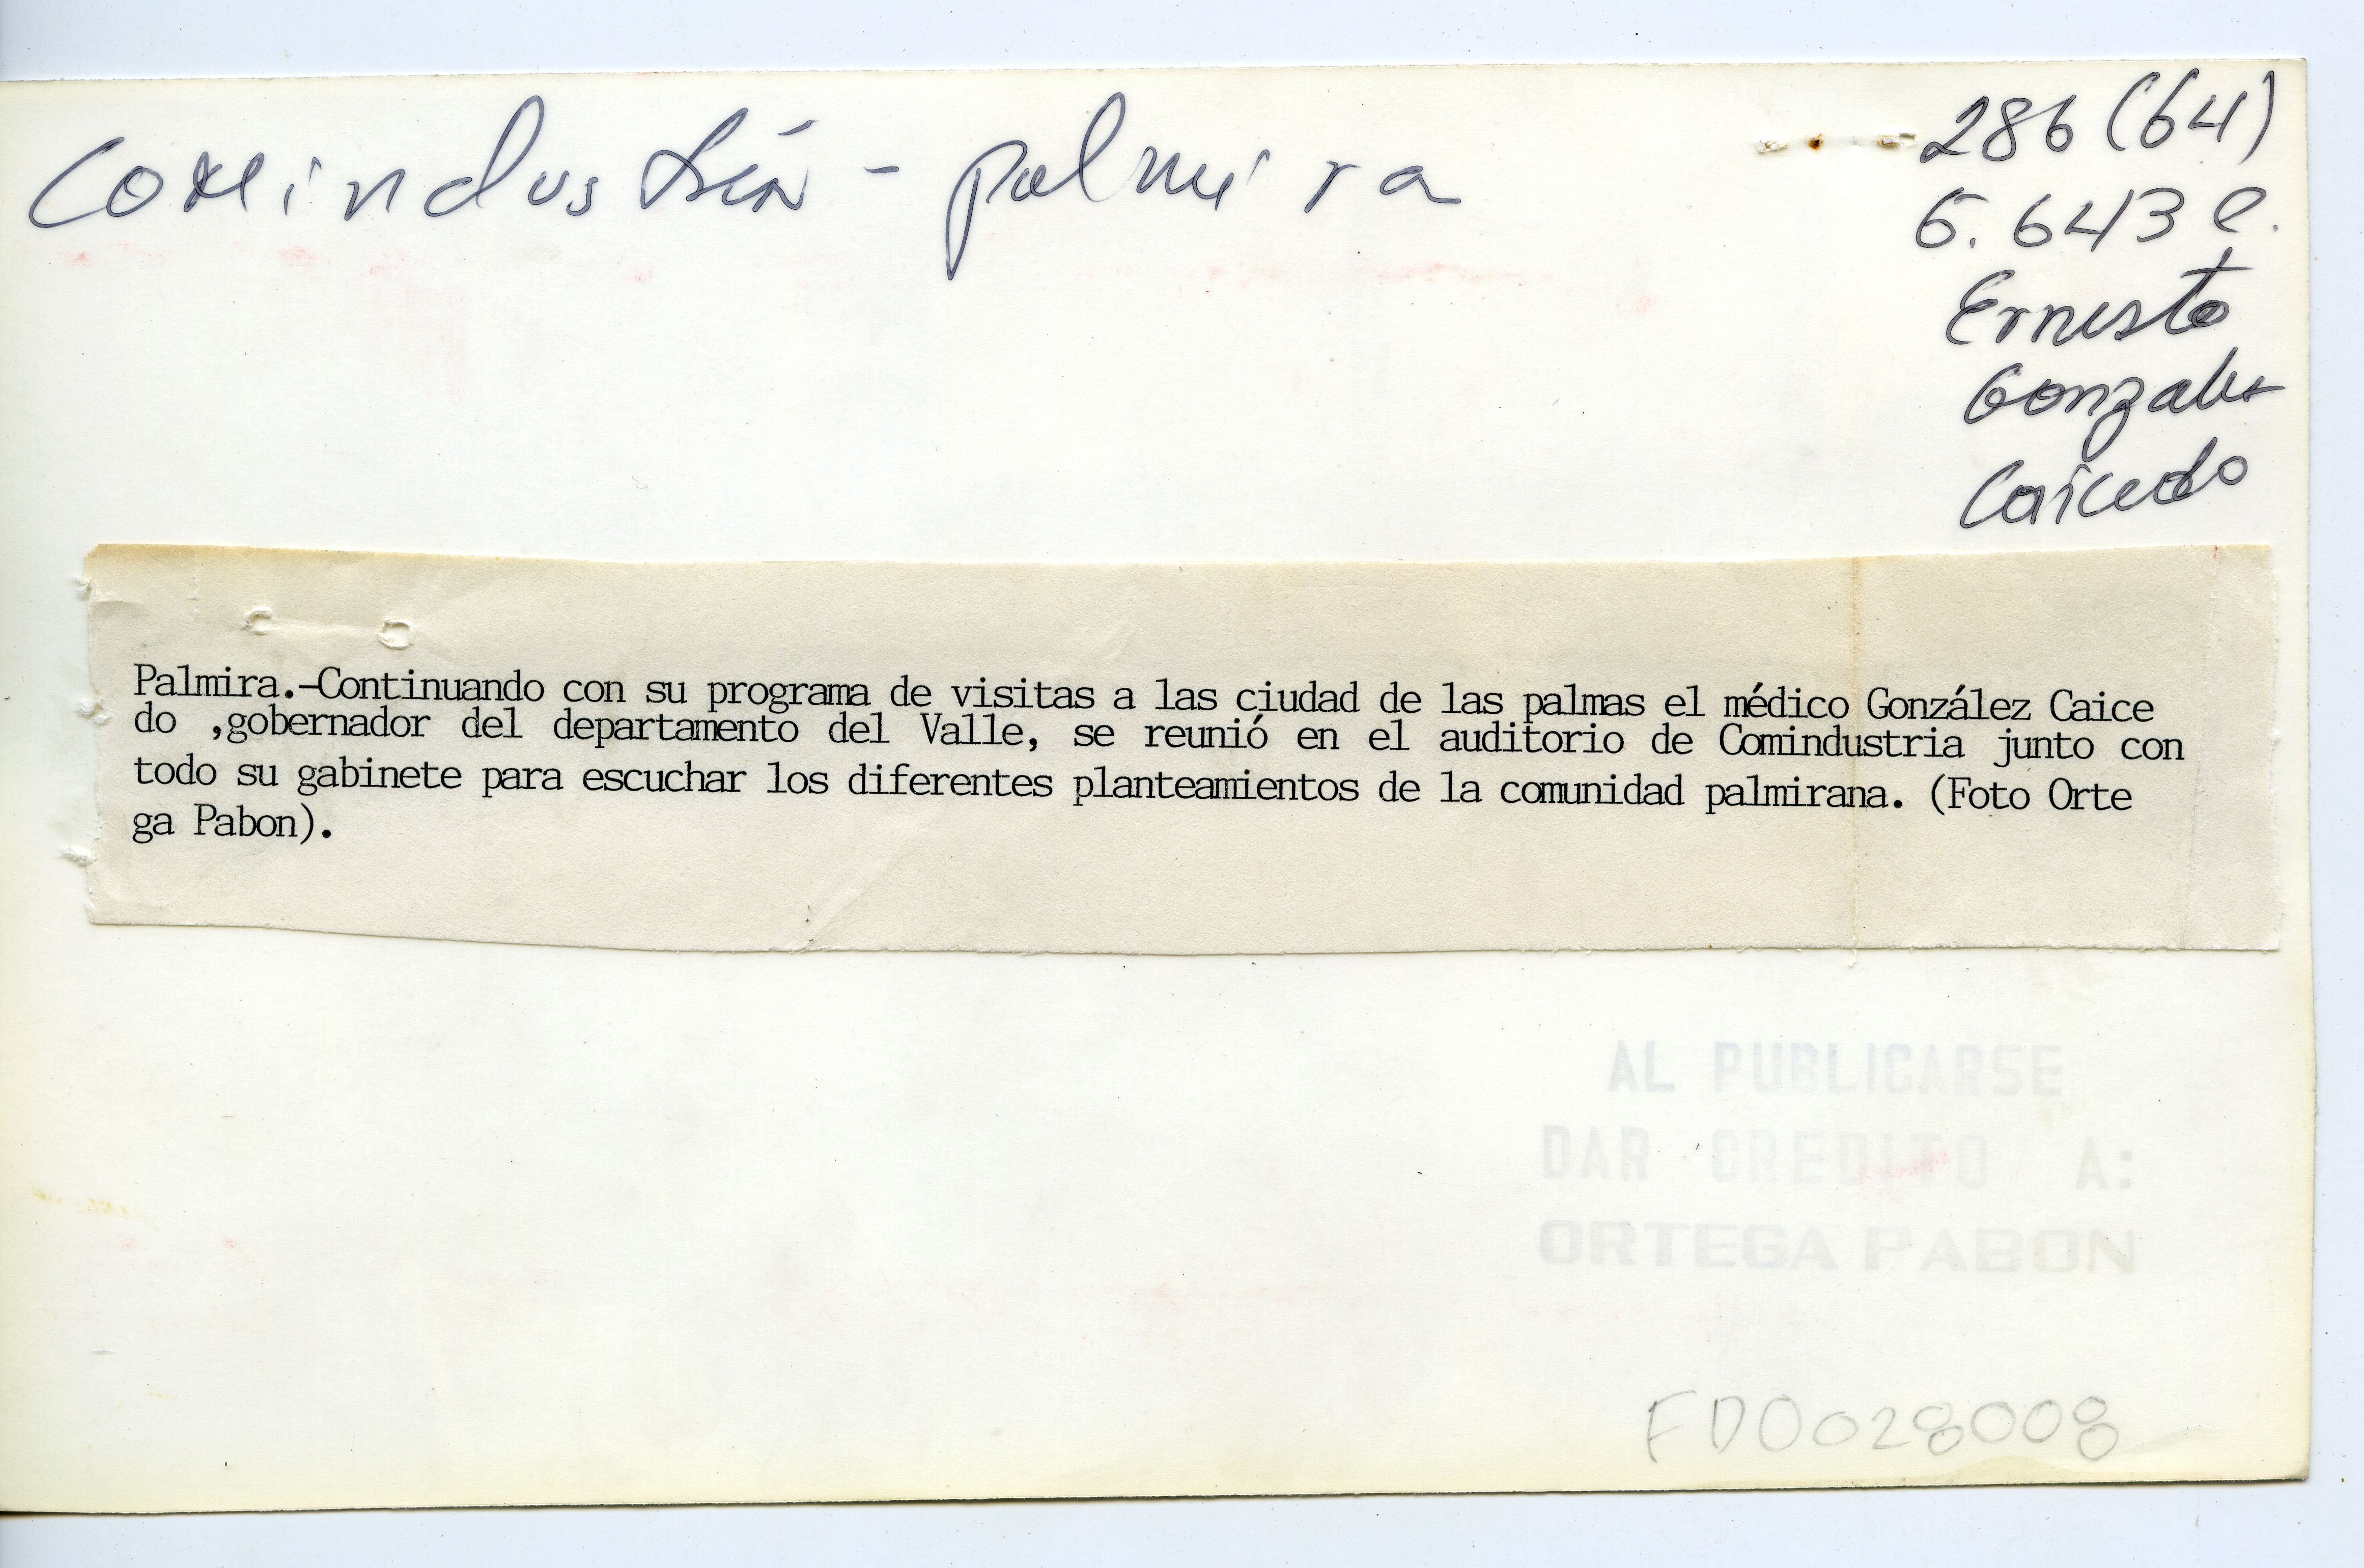 Comindustria - palmira
286 (64)
6.643 e.
Ernesto
Gonzalez
Caicedo
Palmira.-Continuando con su programa de visitas a las ciudad de las palmas el médico González Caice
do ,gobernador del departamento del Valle, se reunió en el auditorio de Comindustria junto con
todo su gabinete para escuchar los diferentes planteamientos de la comunidad palmirana. (Foto Orte
ga Pabon).
AL PUBLICARSE
DAR CREDITO A:
ORTEGA PABON
FD0028008